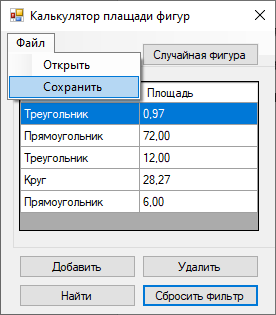 Калькулятор площади фигур
Файл
Случайная фигура
Открыть
Сохранить
Площадь
Треугольник 0,97
Прямоугольник 72,00
Треугольник 12,00
Круг 28,27
Прямоугольник 6,00
Добавить Удалить
Найти Сбросить фильтр